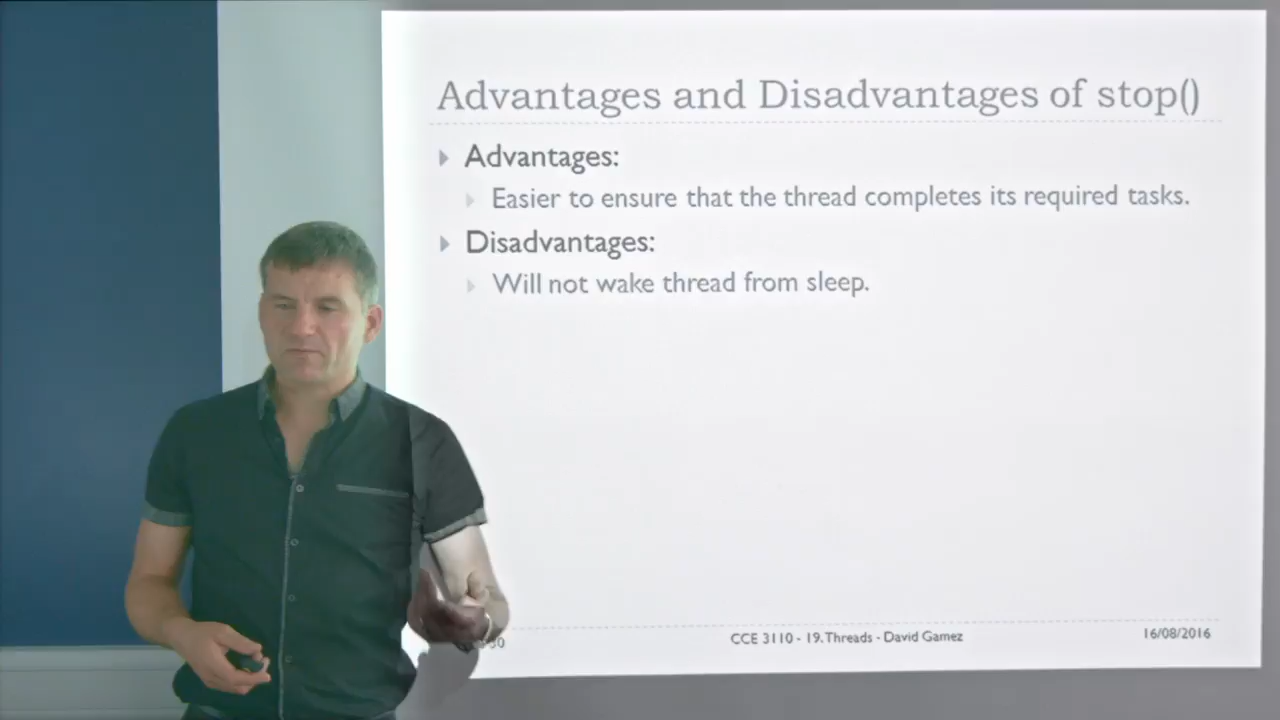 Advantages and Disadvantages of stop()
Advantages:
Easier to ensure that the thread completes its required tasks.
Disadvantages:
Will not wake thread from sleep.
CCE 3110 - 19.Threads - David Gamez
16/08/2016